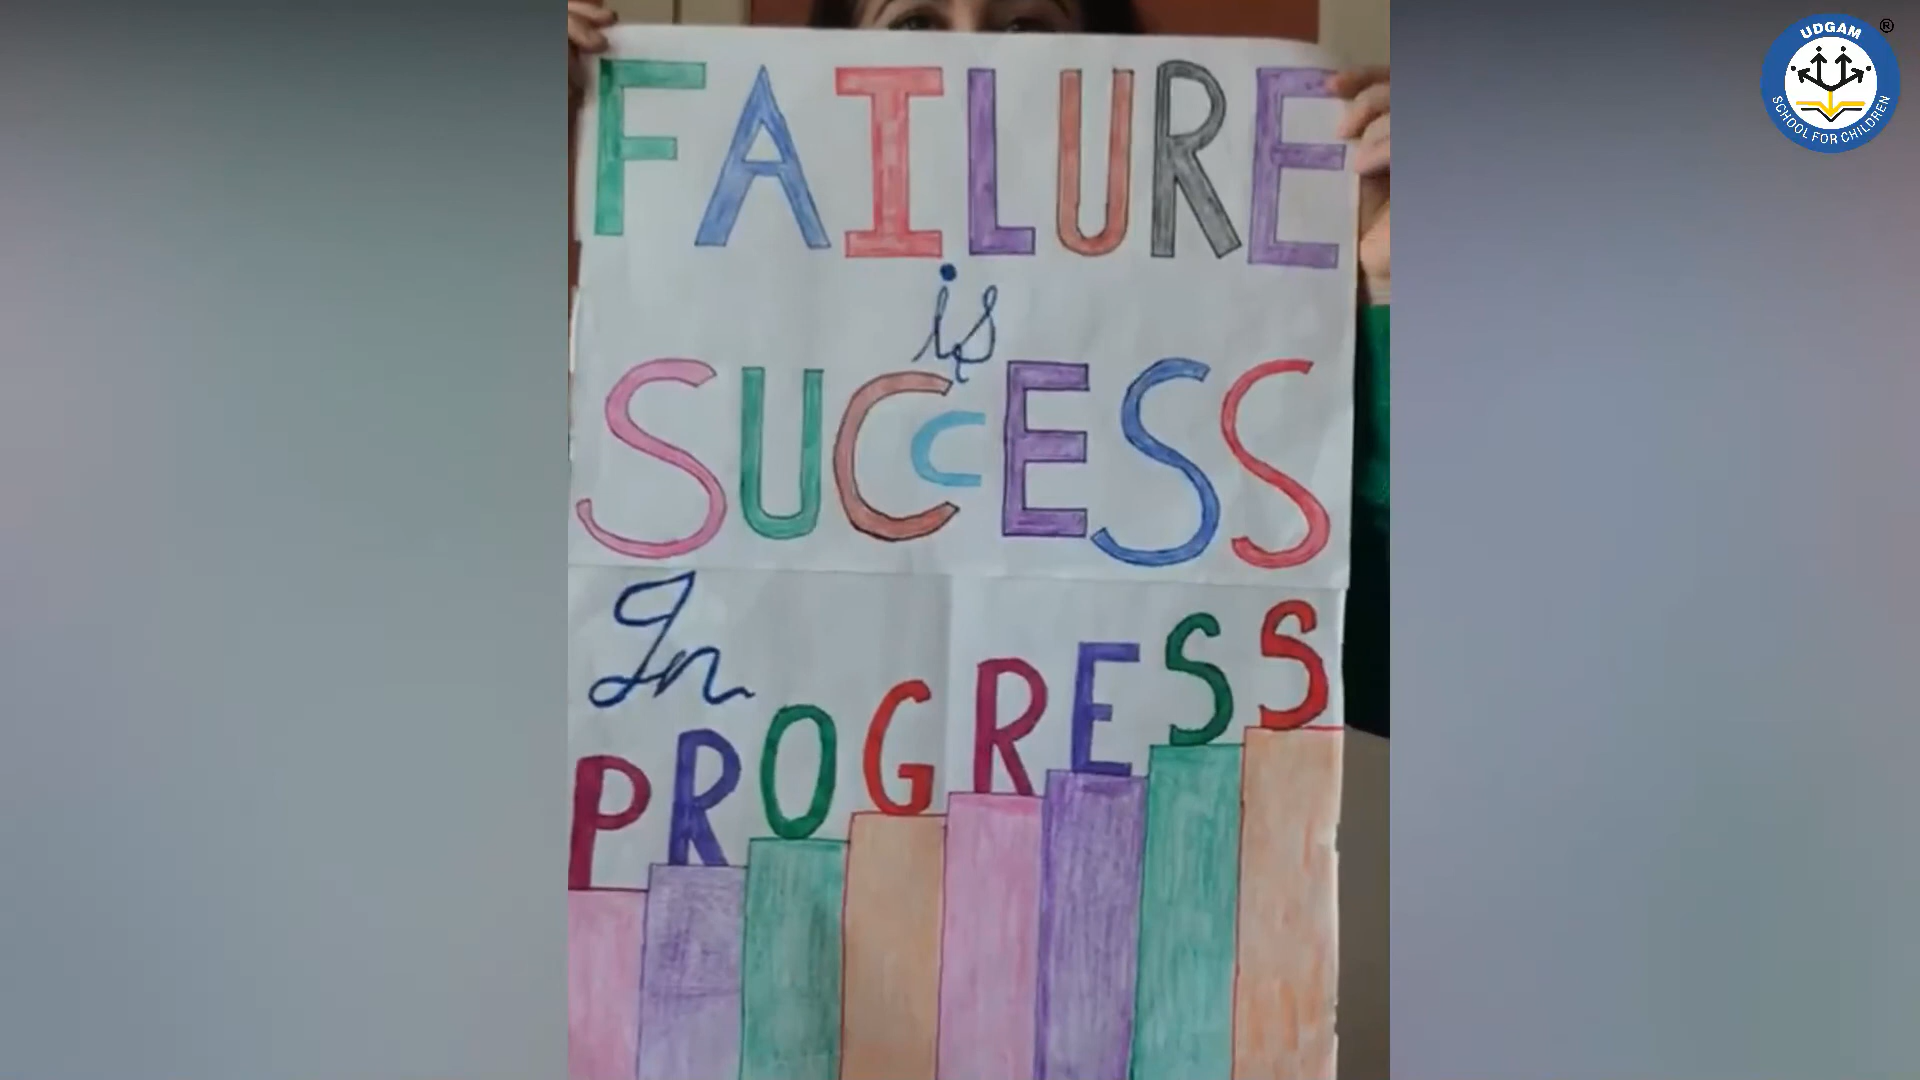 FAILURE
is
SUCCESS
In
PROGRESS
UDGAM
SCHOOL FOR CHILDREN
®